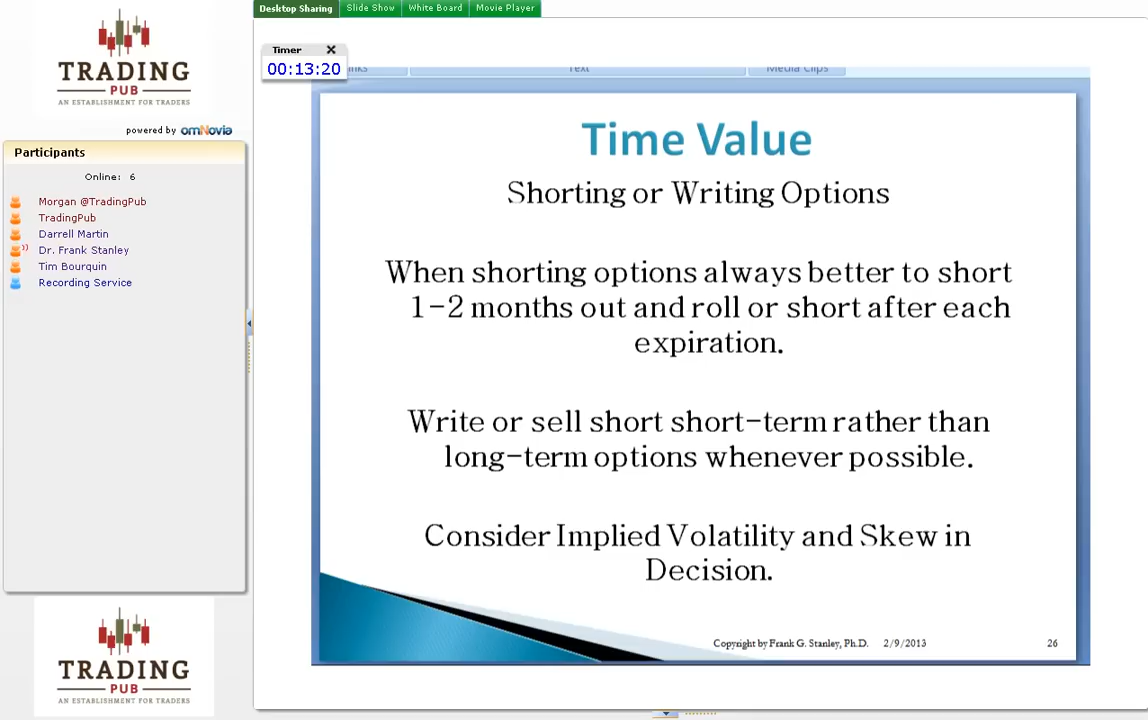 TRADING
PUB
AN ESTABLISHMENT FOR TRADERS
powered by omNovia
Participants
Online: 6
Morgan @TradingPub
TradingPub
Darrell Martin
Dr. Frank Stanley
Tim Bourquin
Recording Service
TRADING
PUB
AN ESTABLISHMENT FOR TRADERS
Desktop Sharing
Slide Show
White Board
Movie Player
Timer
00:13:20
Text
Media Clips
Time Value
Shorting or Writing Options
When shorting options always better to short
1-2 months out and roll or short after each
expiration.
Write or sell short short-term rather than
long-term options whenever possible.
Consider Implied Volatility and Skew in
Decision.
Copyright by Frank G. Stanley, Ph.D. 2/9/2013
26